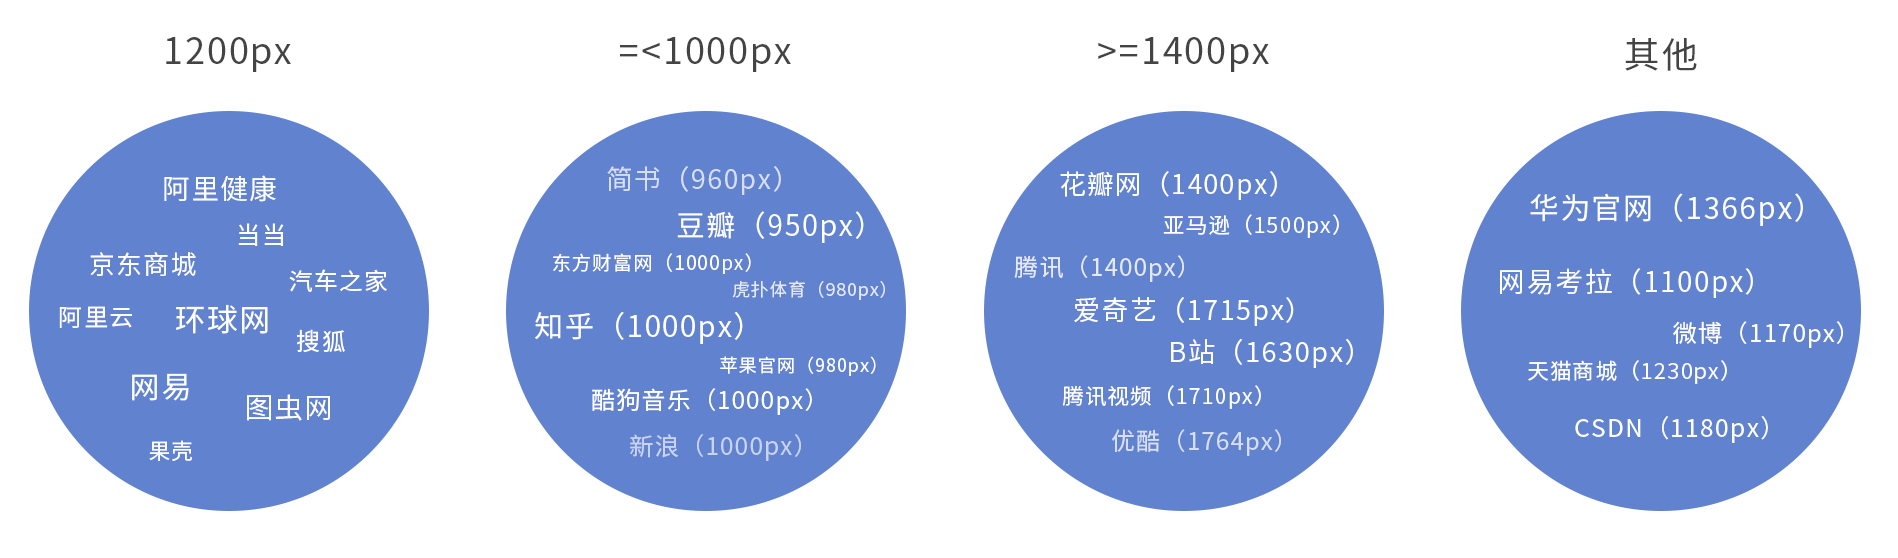 1200px
阿里健康
当当
京东商城
汽车之家
阿里云
环球网
搜狐
网易
图虫网
果壳
=<1000px
简书（960px）
豆瓣（950px）
东方财富网（1000px）
虎扑体育（980px）
知乎（1000px）
苹果官网（980px）
酷狗音乐（1000px）
新浪（1000px）
>=1400px
花瓣网（1400px）
亚马逊（1500px）
腾讯（1400px）
爱奇艺（1715px）
B站（1630px）
腾讯视频（1710px）
优酷（1764px）
其他
华为官网（1366px）
网易考拉（1100px）
微博（1170px）
天猫商城（1230px）
CSDN（1180px）